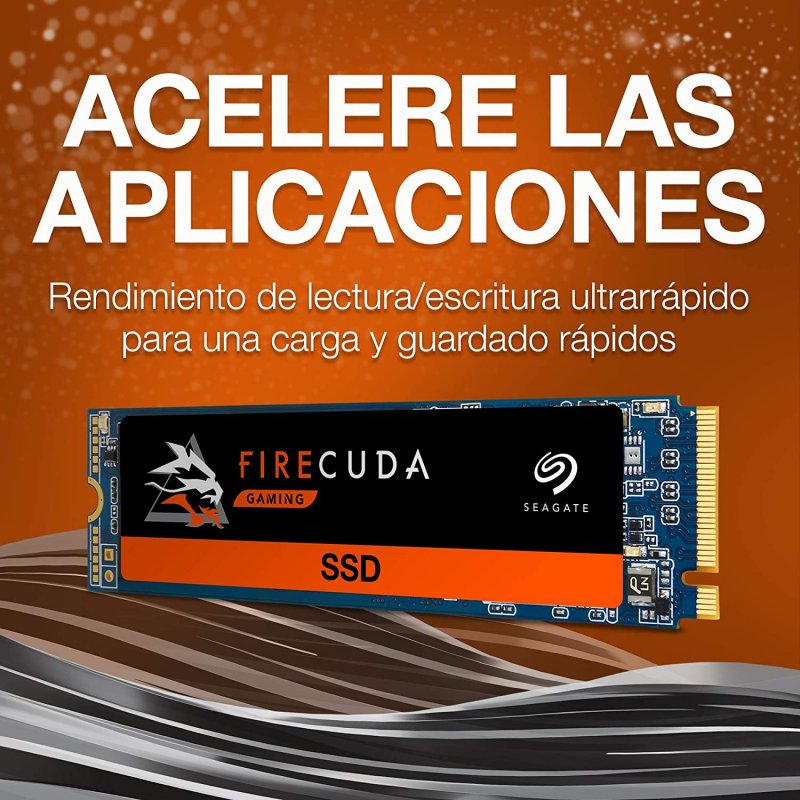 ACELERE LAS
APLICACIONES
Rendimiento de lectura/escritura ultrarrápido
para una carga y guardado rápidos
FIRECUDA
GAMING
SEAGATE
SSD